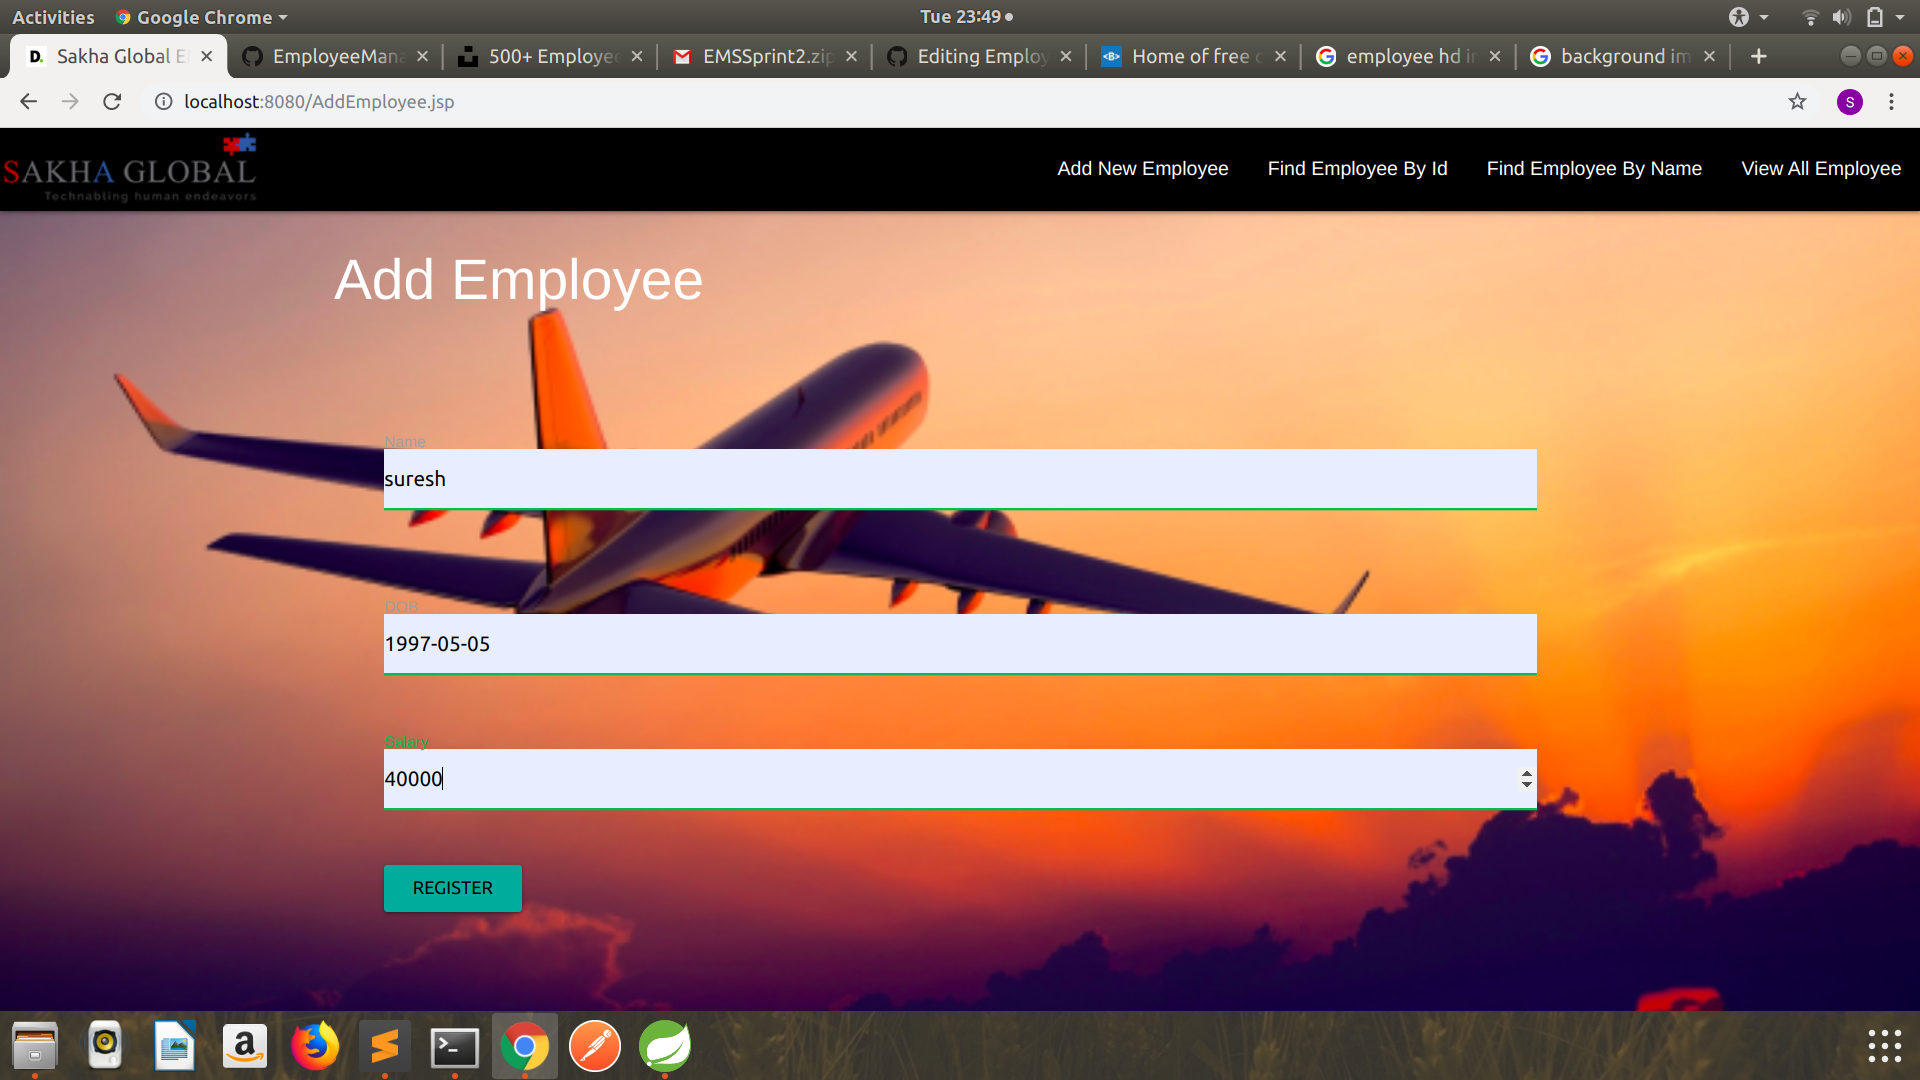 Activities
Google Chrome
Tue 23:49
Sakha Global E
EmployeeMana
500+ Employe
EMSSprint2.zip
Editing Employ
Home of free
employee hd i
background im
localhost:8080/AddEmployee.jsp
S
SAKHA GLOBAL
Technabling human endeavors
Add New Employee
Find Employee By Id
Find Employee By Name
View All Employee
Add Employee
Name
suresh
DOB
1997-05-05
Salary
40000
REGISTER